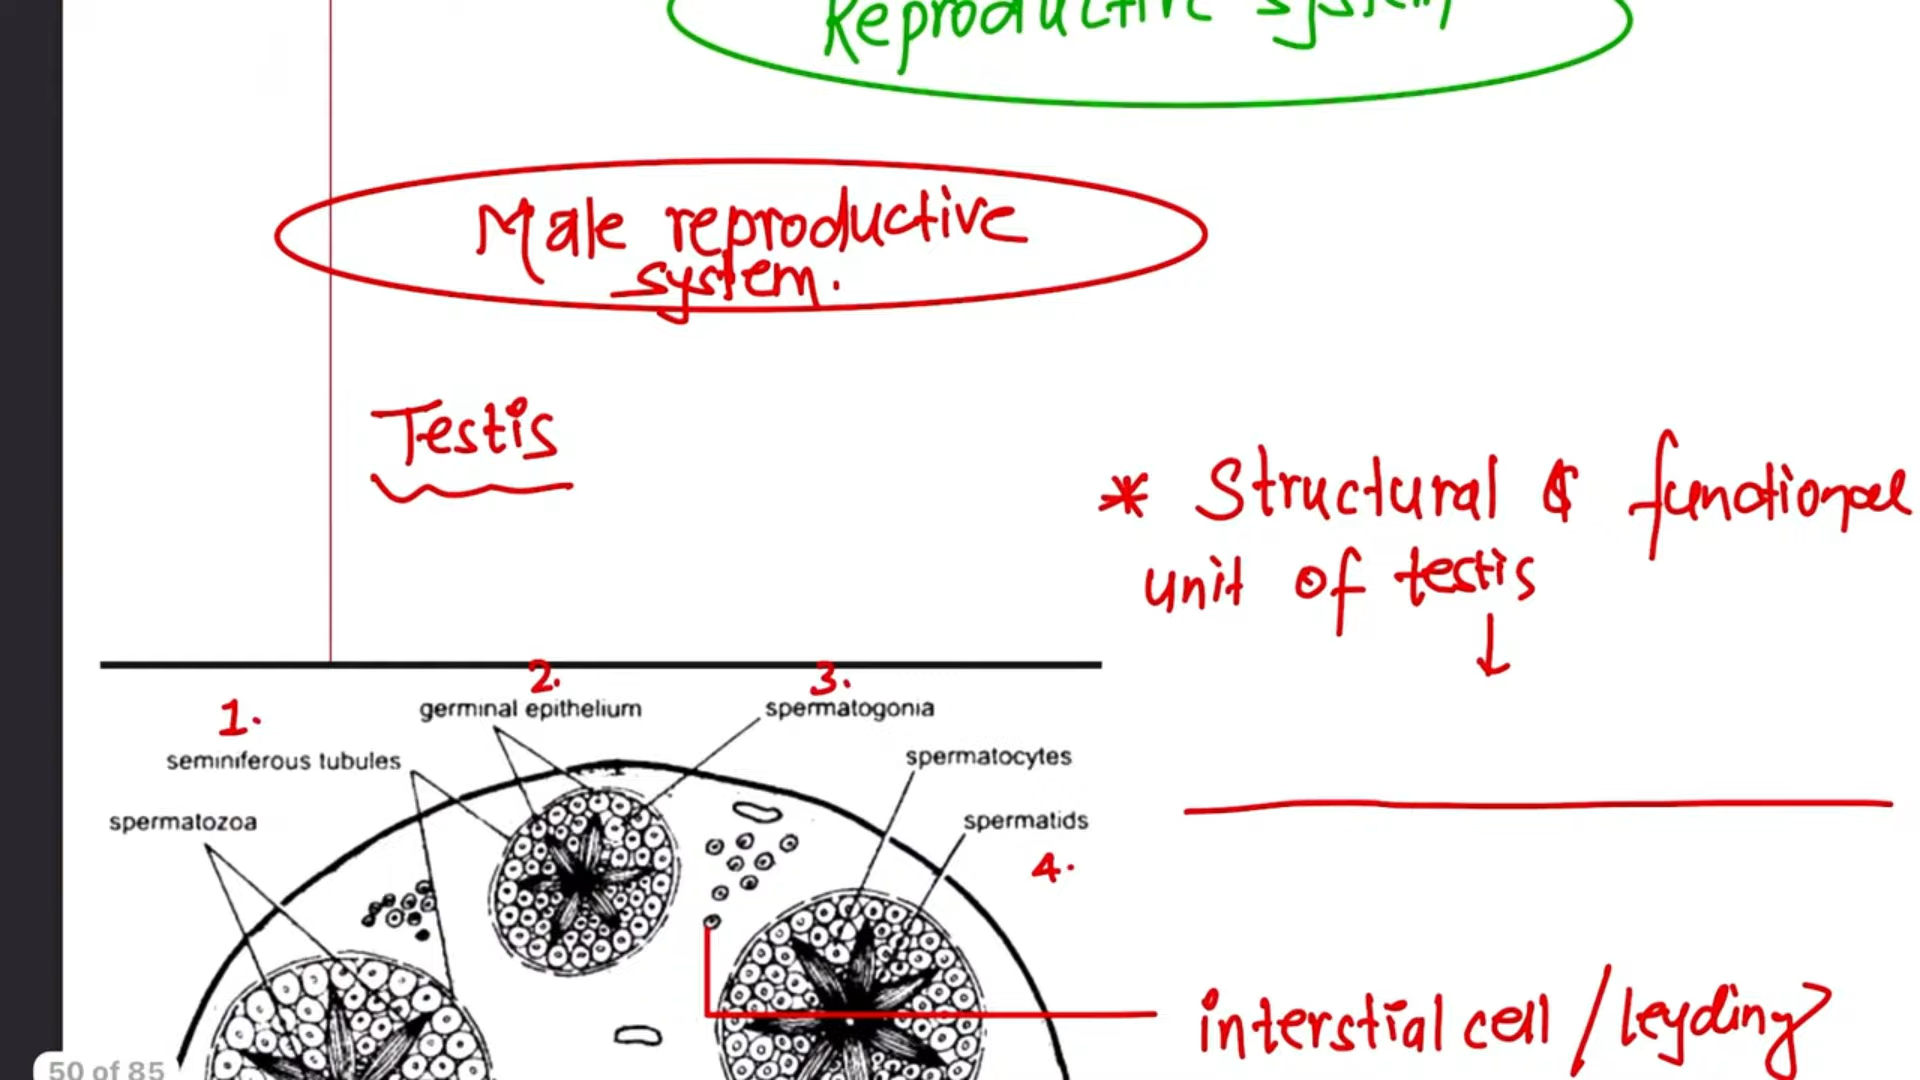 Reproductive system
Male reproductive
system.
Testis
* Structural & functional
unit of testis
↓
1.
2.
3.
germinal epithelium
spermatogonia
seminiferous tubules
spermatocytes
spermatozoa
spermatids
4.
interstial cell / leyding
50 of 85